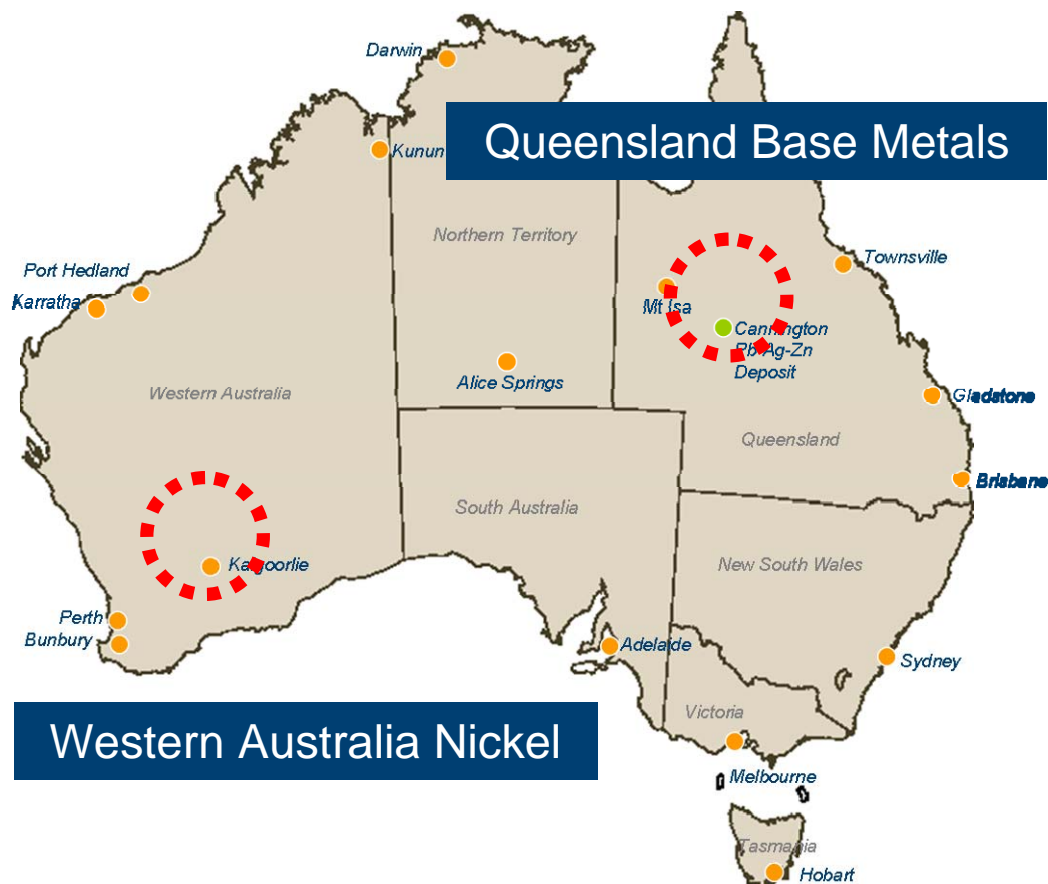 Darwin
Kunun
Queensland Base Metals
Northern Territory
Townsville
Port Hedland
Karratha
Mt Isa
Cannington
Pb-Ag-Zn
Deposit
Alice Springs
Western Australia
Gladstone
Queensland
Brisbane
South Australia
Kalgoorlie
New South Wales
Perth
Bunbury
Adelaide
Sydney
Victoria
Western Australia Nickel
Melbourne
Tasmania
Hobart